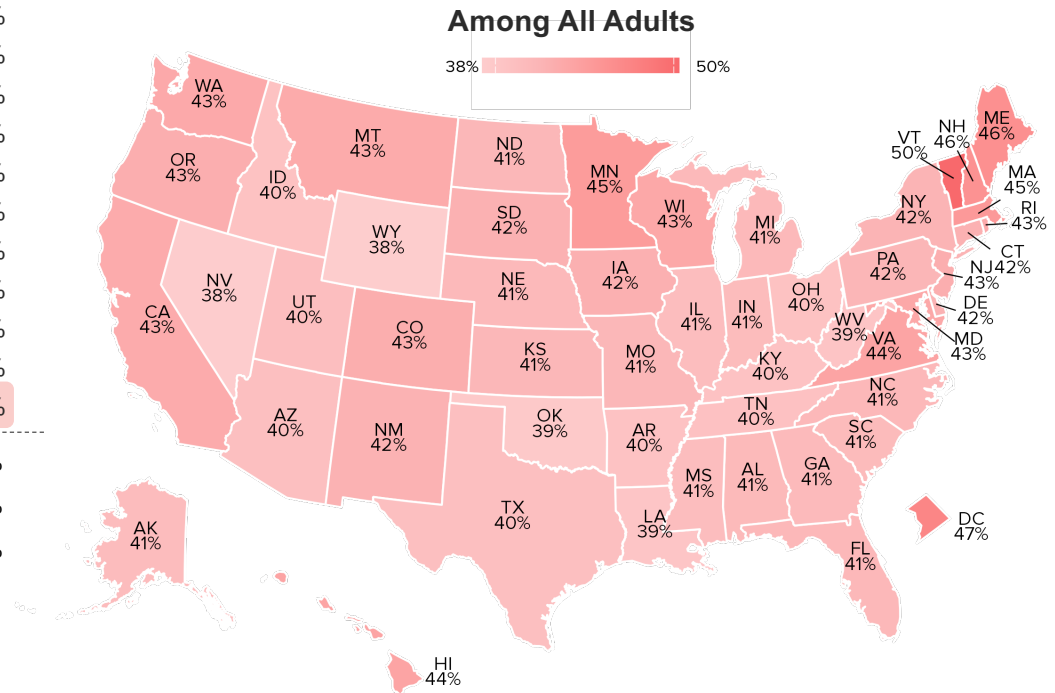 Among All Adults
38% 50%
WA
43%
OR
43%
CA
43%
ID
40%
NV
38%
MT
43%
WY
38%
UT
40%
AZ
40%
CO
43%
NM
42%
ND
41%
SD
42%
NE
41%
KS
41%
OK
39%
TX
40%
MN
45%
IA
42%
MO
41%
AR
40%
LA
39%
WI
43%
IL
41%
MI
41%
IN
41%
OH
40%
KY
40%
TN
40%
MS
41%
AL
41%
GA
41%
FL
41%
SC
41%
NC
41%
VA
44%
WV
39%
PA
42%
NY
42%
VT
50%
NH
46%
ME
46%
MA
45%
RI
43%
CT
42%
NJ
43%
DE
42%
MD
43%
DC
47%
AK
41%
HI
44%